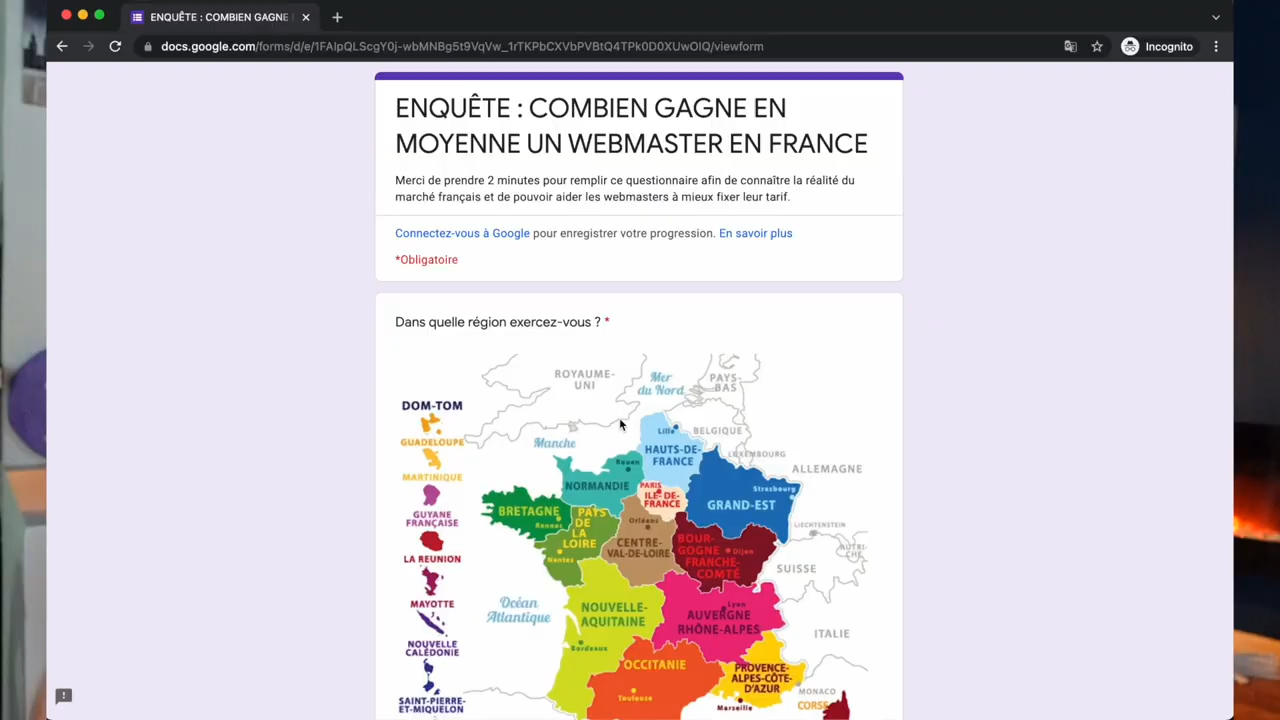 ENQUÊTE : COMBIEN GAGNE
docs.google.com/forms/d/e/1FAIpQLScgY0j-wbMNBg5t9VqVw_1rTKPbCXVbPVBtQ4TPk0D0XUwOIQ/viewform
Incognito
ENQUÊTE : COMBIEN GAGNE EN
MOYENNE UN WEBMASTER EN FRANCE
Merci de prendre 2 minutes pour remplir ce questionnaire afin de connaître la réalité du
marché français et de pouvoir aider les webmasters à mieux fixer leur tarif.
Connectez-vous à Google pour enregistrer votre progression. En savoir plus
*Obligatoire
Dans quelle région exercez-vous ? *
ROYAUME-
UNI
Mer
du Nord
PAYS-
BAS
DOM-TOM
GUADELOUPE
MARTINIQUE
GUYANE
FRANÇAISE
LA REUNION
MAYOTTE
NOUVELLE
CALÉDONIE
SAINT-PIERRE-
ET-MIQUELON
Manche
Lille
BELGIQUE
HAUTS-DE-
FRANCE
LUXEMBOURG
ALLEMAGNE
Rouen
NORMANDIE
PARIS
ILE-DE-
FRANCE
Strasbourg
GRAND-EST
BRETAGNE
Rennes
PAYS
DE
LA
LOIRE
Nantes
Orléans
CENTRE-
VAL-DE-LOIRE
BOUR-
GOGNE
FRANCHE-
COMTÉ
Dijon
LIECHTENSTEIN
AUTRI-
CHE
SUISSE
Océan
Atlantique
NOUVELLE-
AQUITAINE
Bordeaux
Lyon
AUVERGNE
RHÔNE-ALPES
ITALIE
OCCITANIE
Toulouse
PROVENCE-
ALPES-CÔTE-
D'AZUR
Marseille
MONACO
CORSE